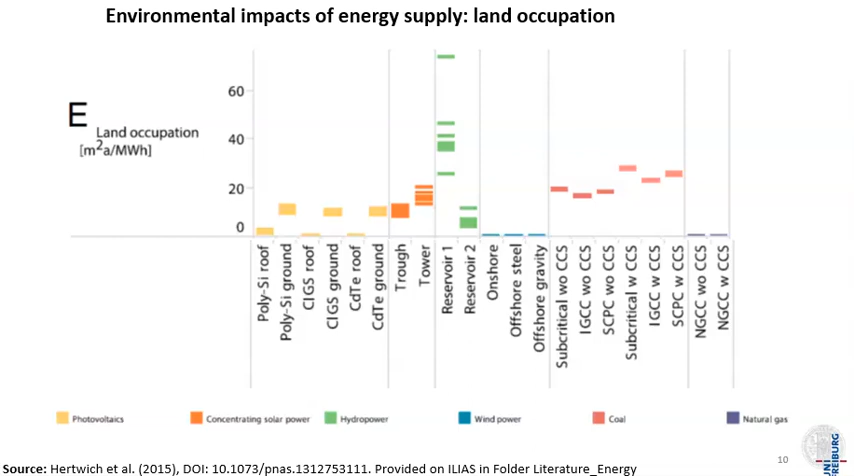 Environmental impacts of energy supply: land occupation
E
Land occupation
[m²a/MWh]
60
40
20
0
Poly-Si roof
Poly-Si ground
CIGS roof
CIGS ground
CdTe roof
CdTe ground
Trough
Tower
Reservoir 1
Reservoir 2
Onshore
Offshore steel
Offshore gravity
Subcritical wo CCS
IGCC wo CCS
SCPC wo CCS
Subcritical w CCS
IGCC w CCS
SCPC w CCS
NGCC wo CCS
NGCC w CCS
Photovoltaics
Concentrating solar power
Hydropower
Wind power
Coal
Natural gas
10
Source: Hertwich et al. (2015), DOI: 10.1073/pnas.1312753111. Provided on ILIAS in Folder Literature_Energy
UNI
FREIBURG